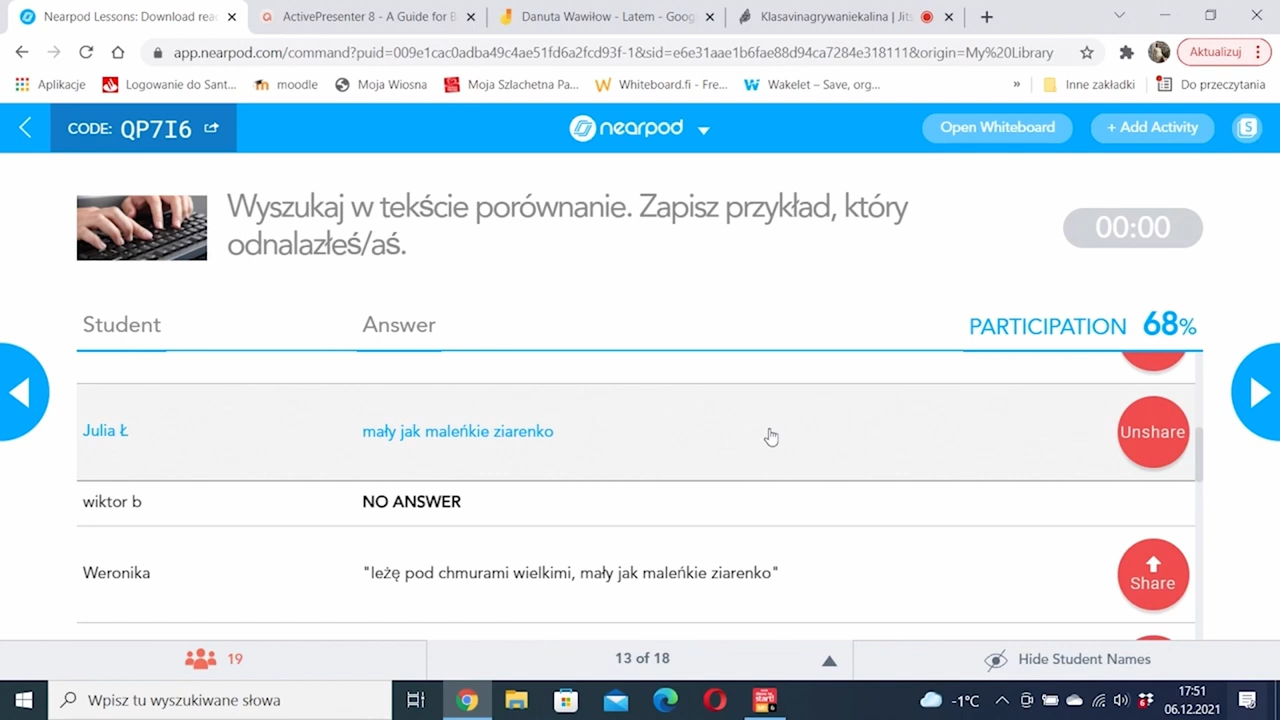 Nearpod Lessons: Download rea
ActivePresenter 8 - A Guide for B
Danuta Wawiłow - Latem - Goog
Klasavinagrywaniekalina | Jits
app.nearpod.com/command?puid=009e1cac0adba49c4ae51fd6a2fcd93f-1&sid=e6e31aae1b6fae88d94ca7284e318111&origin=My%20Library
Aktualizuj
Aplikacje
Logowanie do Sant...
moodle
Moja Wiosna
Moja Szlachetna Pa...
Whiteboard.fi - Fre...
Wakelet – Save, org...
»
Inne zakładki
Do przeczytania
CODE: QP7I6
nearpod
Open Whiteboard
+ Add Activity
S
Wyszukaj w tekście porównanie. Zapisz przykład, który
odnalazłeś/aś.
00:00
Student
Answer
PARTICIPATION 68%
Julia Ł
mały jak maleńkie ziarenko
Unshare
wiktor b
NO ANSWER
Weronika
"leżę pod chmurami wielkimi, mały jak maleńkie ziarenko"
Share
19
13 of 18
Hide Student Names
Wpisz tu wyszukiwane słowa
-1°C
17:51
06.12.2021